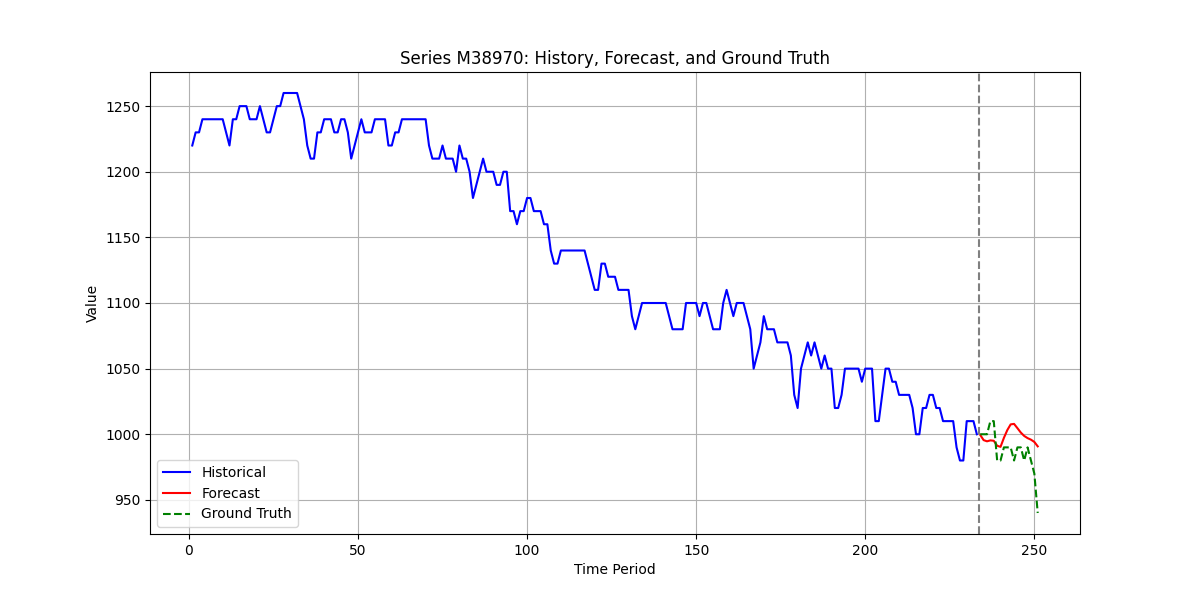 Series M38970: History, Forecast, and Ground Truth
Value
1250
1200
1150
1100
1050
1000
950
Historical
Forecast
Ground Truth
0
50
100
150
200
250
Time Period